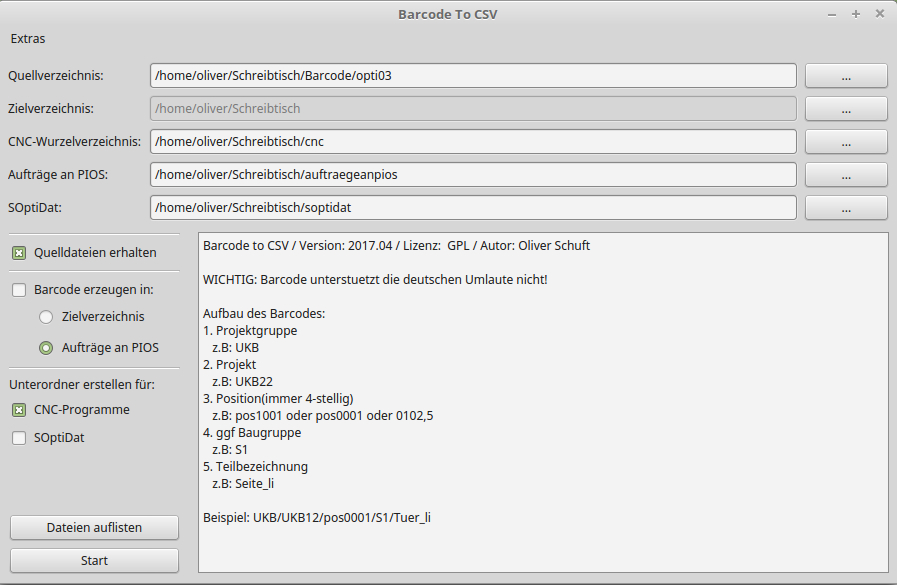 Barcode To CSV
Extras
Quellverzeichnis: /home/oliver/Schreibtisch/Barcode/opti03 ...
Zielverzeichnis: /home/oliver/Schreibtisch ...
CNC-Wurzelverzeichnis: /home/oliver/Schreibtisch/cnc ...
Aufträge an PIOS: /home/oliver/Schreibtisch/auftraegeanpios ...
SOptiDat: /home/oliver/Schreibtisch/soptidat ...
Quelldateien erhalten
Barcode erzeugen in:
Zielverzeichnis
Aufträge an PIOS
Unterordner erstellen für:
CNC-Programme
SOptiDat
Dateien auflisten
Start
Barcode to CSV / Version: 2017.04 / Lizenz:  GPL / Autor: Oliver Schuft
WICHTIG: Barcode unterstuetzt die deutschen Umlaute nicht!
Aufbau des Barcodes:
1. Projektgruppe
z.B: UKB
2. Projekt
z.B: UKB22
3. Position(immer 4-stellig)
z.B: pos1001 oder pos0001 oder 0102,5
4. ggf Baugruppe
z.B: S1
5. Teilbezeichnung
z.B: Seite_li
Beispiel: UKB/UKB12/pos0001/S1/Tuer_li